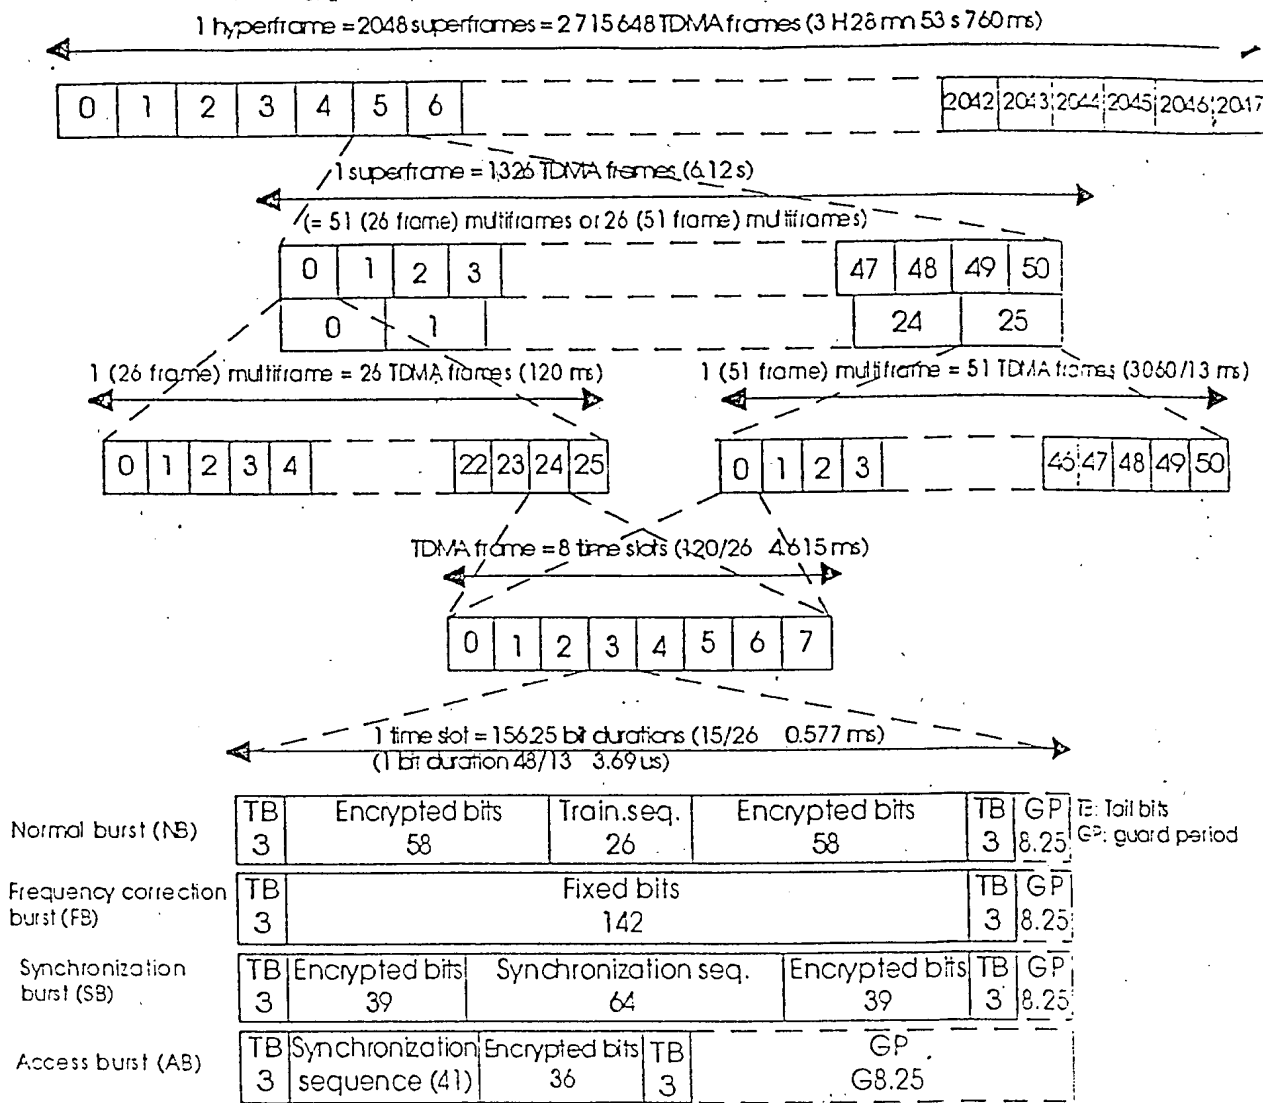 1 hyperframe = 2048 superframes = 2 715 648 TDMA frames (3 H 28 mn 53 s 760 ms)
0 1 2 3 4 5 6 2042 2043 2044 2045 2046 2047
1 superframe = 1326 TDMA frames (6.12 s)
(= 51 (26 frame) multiframes or 26 (51 frame) multiframes)
0 1 2 3 47 48 49 50
0 1 24 25
1 (26 frame) multiframe = 26 TDMA frames (120 ms)
1 (51 frame) multiframe = 51 TDMA frames (3060/13 ms)
0 1 2 3 4 22 23 24 25
0 1 2 3 46 47 48 49 50
TDMA frame = 8 time slots (120/26 4.615 ms)
0 1 2 3 4 5 6 7
1 time slot = 156.25 bit durations (15/26 0.577 ms)
(1 bit duration 48/13 3.69 us)
Normal burst (NB)
TB 3 Encrypted bits 58 Train.seq. 26 Encrypted bits 58 TB 3 GP 8.25
TB: Tail bits
GP: guard period
Frequency correction
burst (FB)
TB 3 Fixed bits 142 TB 3 GP 8.25
Synchronization
burst (SB)
TB 3 Encrypted bits 39 Synchronization seq. 64 Encrypted bits 39 TB 3 GP 8.25
Access burst (AB)
TB 3 Synchronization sequence (41) Encrypted bits 36 TB 3 GP G8.25